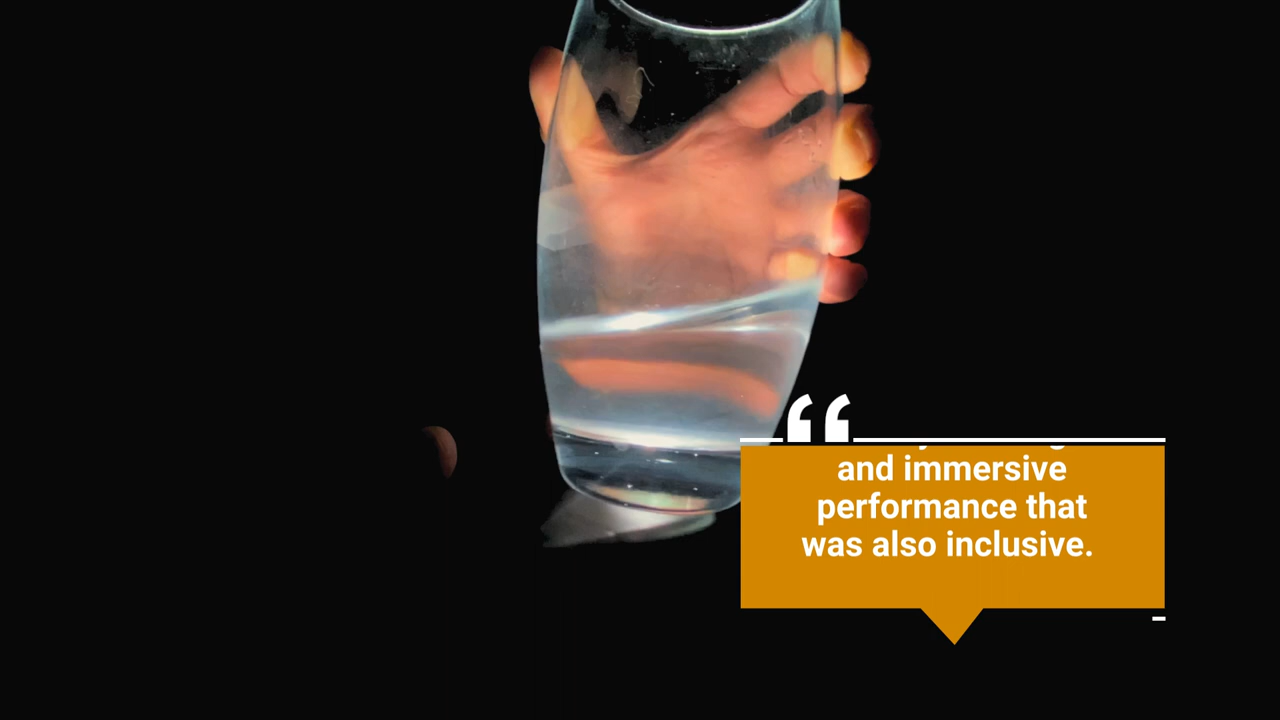 and immersive
performance that
was also inclusive.